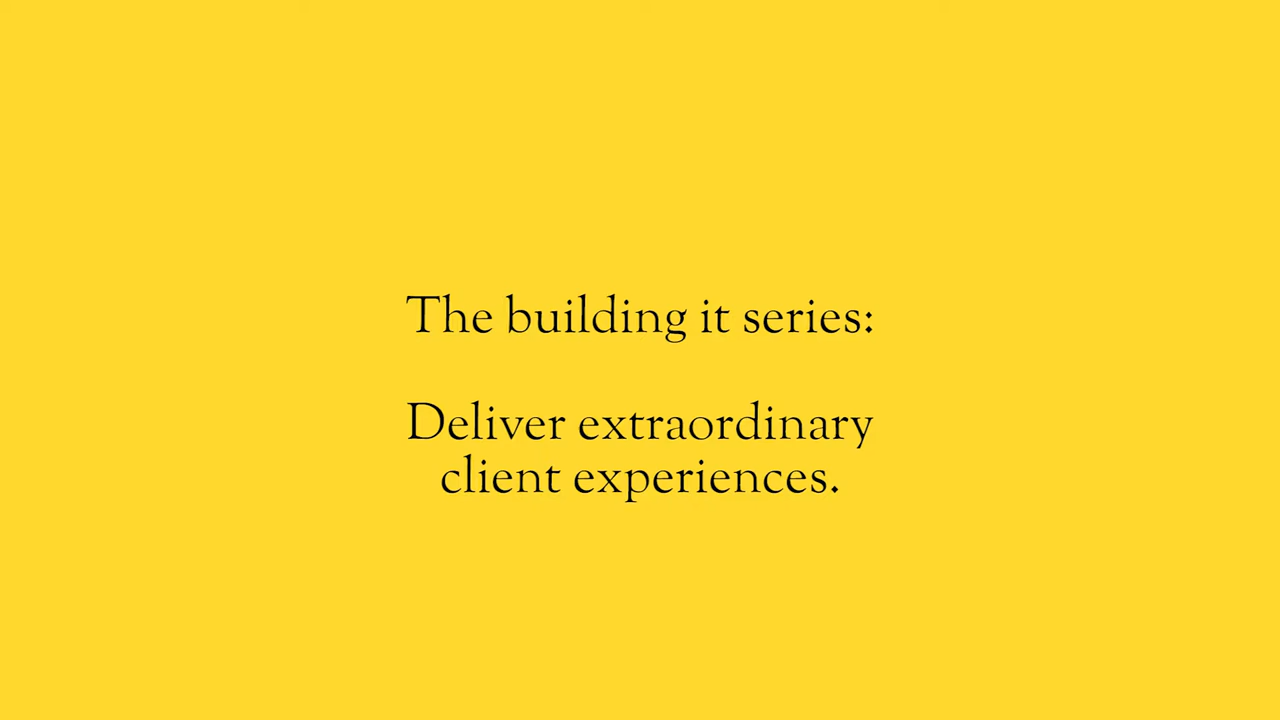 The building it series:
Deliver extraordinary
client experiences.